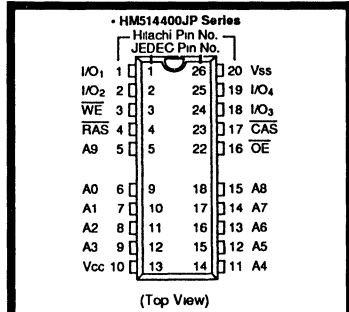 • HM514400JP Series
Hitachi Pin No.
JEDEC Pin No.
I/O1 1 1 26 20 Vss
I/O2 2 2 25 19 I/O4
WE 3 3 24 18 I/O3
RAS 4 4 23 17 CAS
A9 5 5 22 16 OE
A0 6 9 18 15 A8
A1 7 10 17 14 A7
A2 8 11 16 13 A6
A3 9 12 15 12 A5
Vcc 10 13 14 11 A4
(Top View)